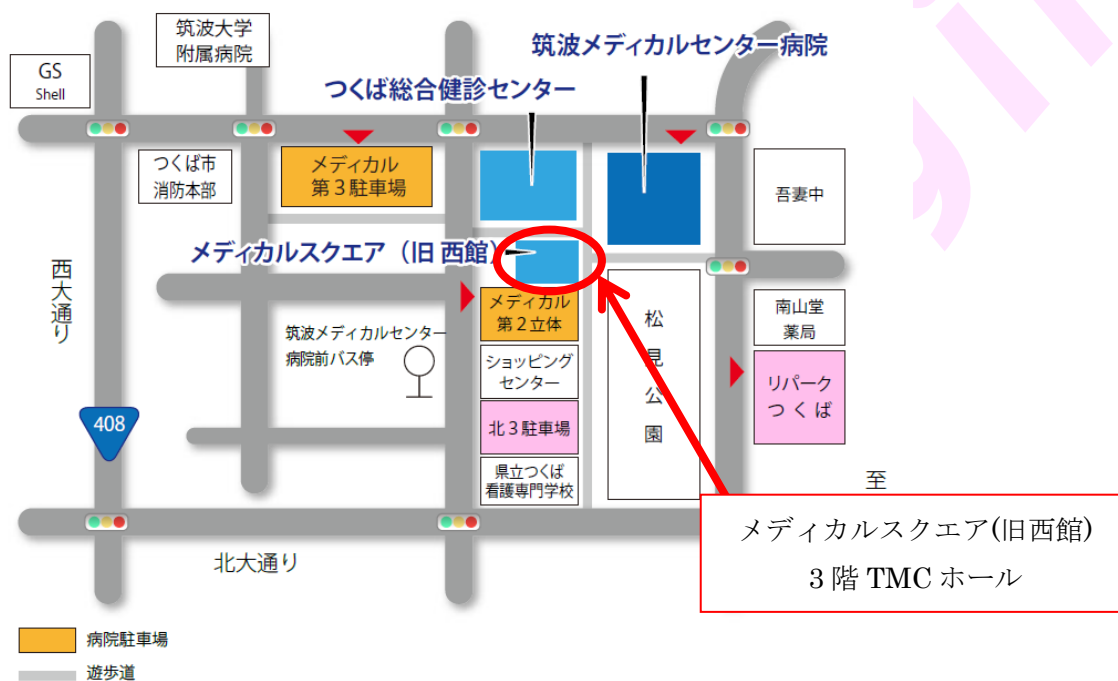 筑波大学
附属病院
筑波メディカルセンター病院
GS
Shell
つくば総合健診センター
つくば市
消防本部
メディカル
第3駐車場
吾妻中
メディカルスクエア（旧 西館）
西大通り
メディカル
第2立体
松見公園
南山堂
薬局
筑波メディカルセンター
病院前バス停
ショッピング
センター
リパーク
つくば
408
北3駐車場
県立つくば
看護専門学校
至
メディカルスクエア(旧西館)
3階 TMC ホール
北大通り
病院駐車場
遊歩道